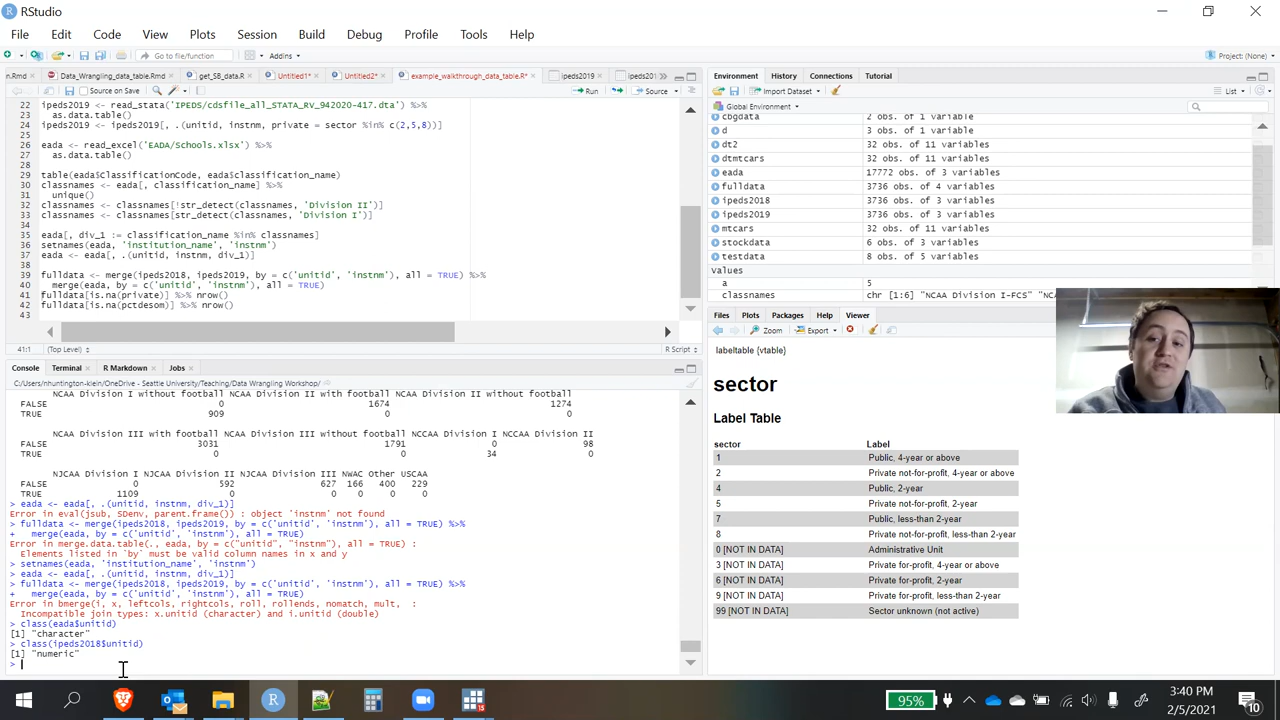 RStudio
File Edit Code View Plots Session Build Debug Profile Tools Help
Go to file/function Addins Project: (None)
n.Rmd Data_Wrangling_data_table.Rmd get_SB_data.R Untitled1* Untitled2* example_walkthrough_data_table.R* ipeds2019 ipeds201
Source on Save Run Source
22 ipeds2019 <- read_stata('IPEDS/cdsfile_all_STATA_RV_942020-417.dta') %>%
23 as.data.table()
24 ipeds2019 <- ipeds2019[, .(unitid, instnm, private = sector %in% c(2,5,8))]
25
26 eada <- read_excel('EADA/Schools.xlsx') %>%
27 as.data.table()
28
29 table(eada$ClassificationCode, eada$classification_name)
30 classnames <- eada[, classification_name] %>%
31 unique()
32 classnames <- classnames[!str_detect(classnames, 'Division II')]
33 classnames <- classnames[str_detect(classnames, 'Division I')]
34
35 eada[, div_1 := classification_name %in% classnames]
36 setnames(eada, 'institution_name', 'instnm')
37 eada <- eada[, .(unitid, instnm, div_1)]
38
39 fulldata <- merge(ipeds2018, ipeds2019, by = c('unitid', 'instnm'), all = TRUE) %>%
40 merge(eada, by = c('unitid', 'instnm'), all = TRUE)
41 fulldata[is.na(private)] %>% nrow()
42 fulldata[is.na(pctdesom)] %>% nrow()
43
41:1 (Top Level) R Script
Console Terminal R Markdown Jobs
C:/Users/nhuntington-klein/OneDrive - Seattle University/Teaching/Data Wrangling Workshop/
NCAA Division I without football NCAA Division II with football NCAA Division II without football
FALSE 0 1674 1274
TRUE 909 0 0
NCAA Division III with football NCAA Division III without football NCCAA Division I NCCAA Division II
FALSE 3031 1791 0 98
TRUE 0 0 34 0
NJCAA Division I NJCAA Division II NJCAA Division III NWAC Other USCAA
FALSE 0 592 627 166 400 229
TRUE 1109 0 0 0 0 0
> eada <- eada[, .(unitid, instnm, div_1)]
Error in eval(jsub, SDenv, parent.frame()) : object 'instnm' not found
> fulldata <- merge(ipeds2018, ipeds2019, by = c('unitid', 'instnm'), all = TRUE) %>%
+ merge(eada, by = c('unitid', 'instnm'), all = TRUE)
Error in merge.data.table(., eada, by = c("unitid", "instnm"), all = TRUE) :
Elements listed in `by` must be valid column names in x and y
> setnames(eada, 'institution_name', 'instnm')
> eada <- eada[, .(unitid, instnm, div_1)]
> fulldata <- merge(ipeds2018, ipeds2019, by = c('unitid', 'instnm'), all = TRUE) %>%
+ merge(eada, by = c('unitid', 'instnm'), all = TRUE)
Error in bmerge(i, x, leftcols, rightcols, roll, rollends, nomatch, mult, :
Incompatible join types: x.unitid (character) and i.unitid (double)
> class(eada$unitid)
[1] "character"
> class(ipeds2018$unitid)
[1] "numeric"
>
Environment History Connections Tutorial
Import Dataset List
Global Environment
cbgdata 2 obs. of 1 variable
d 3 obs. of 1 variable
dt2 32 obs. of 11 variables
dtmtcars 32 obs. of 11 variables
eada 17772 obs. of 3 variables
fulldata 3736 obs. of 4 variables
ipeds2018 3736 obs. of 3 variables
ipeds2019 3736 obs. of 3 variables
mtcars 32 obs. of 11 variables
stockdata 6 obs. of 3 variables
testdata 8 obs. of 5 variables
values
a 5
classnames chr [1:6] "NCAA Division I-FCS" "NC
Files Plots Packages Help Viewer
Zoom Export
labeltable {vtable}
sector
Label Table
sector Label
1 Public, 4-year or above
2 Private not-for-profit, 4-year or above
4 Public, 2-year
5 Private not-for-profit, 2-year
7 Public, less-than 2-year
8 Private not-for-profit, less-than 2-year
0 [NOT IN DATA] Administrative Unit
3 [NOT IN DATA] Private for-profit, 4-year or above
6 [NOT IN DATA] Private for-profit, 2-year
9 [NOT IN DATA] Private for-profit, less-than 2-year
99 [NOT IN DATA] Sector unknown (not active)
95%
3:40 PM
2/5/2021
10